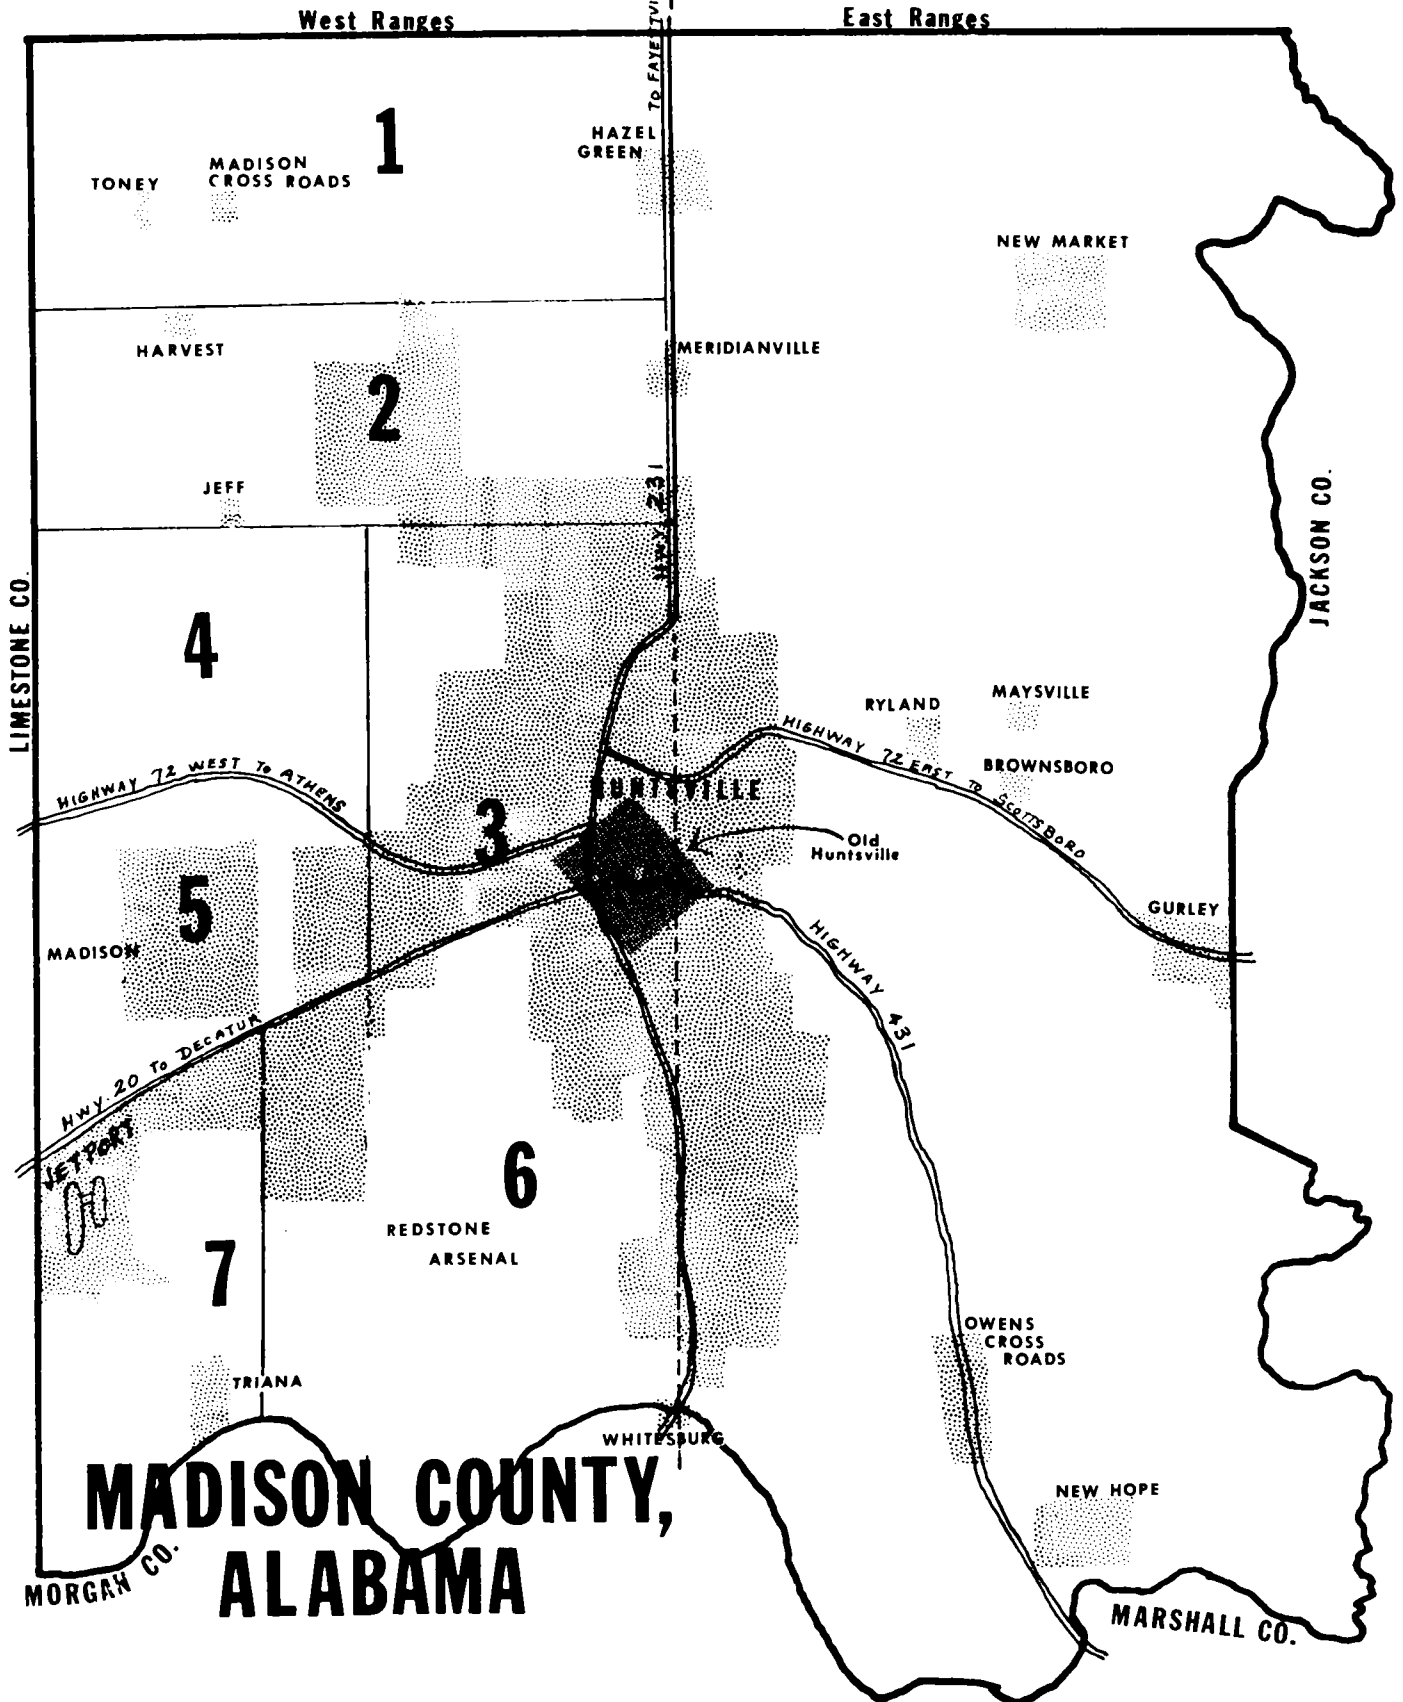 West Ranges
East Ranges
1
HAZEL
GREEN
MADISON
CROSS ROADS
TONEY
NEW MARKET
HARVEST
MERIDIANVILLE
2
HWY 231
JEFF
JACKSON CO.
LIMESTONE CO.
4
RYLAND
MAYSVILLE
HIGHWAY 72 EAST TO SCOTTSBORO
BROWNSBORO
HIGHWAY 72 WEST TO ATHENS
HUNTSVILLE
3
Old
Huntsville
5
MADISON
GURLEY
HIGHWAY 431
HWY. 20 TO DECATUR
JETPORT
6
REDSTONE
ARSENAL
7
OWENS
CROSS
ROADS
TRIANA
WHITESBURG
NEW HOPE
MADISON COUNTY,
ALABAMA
MORGAN CO.
MARSHALL CO.